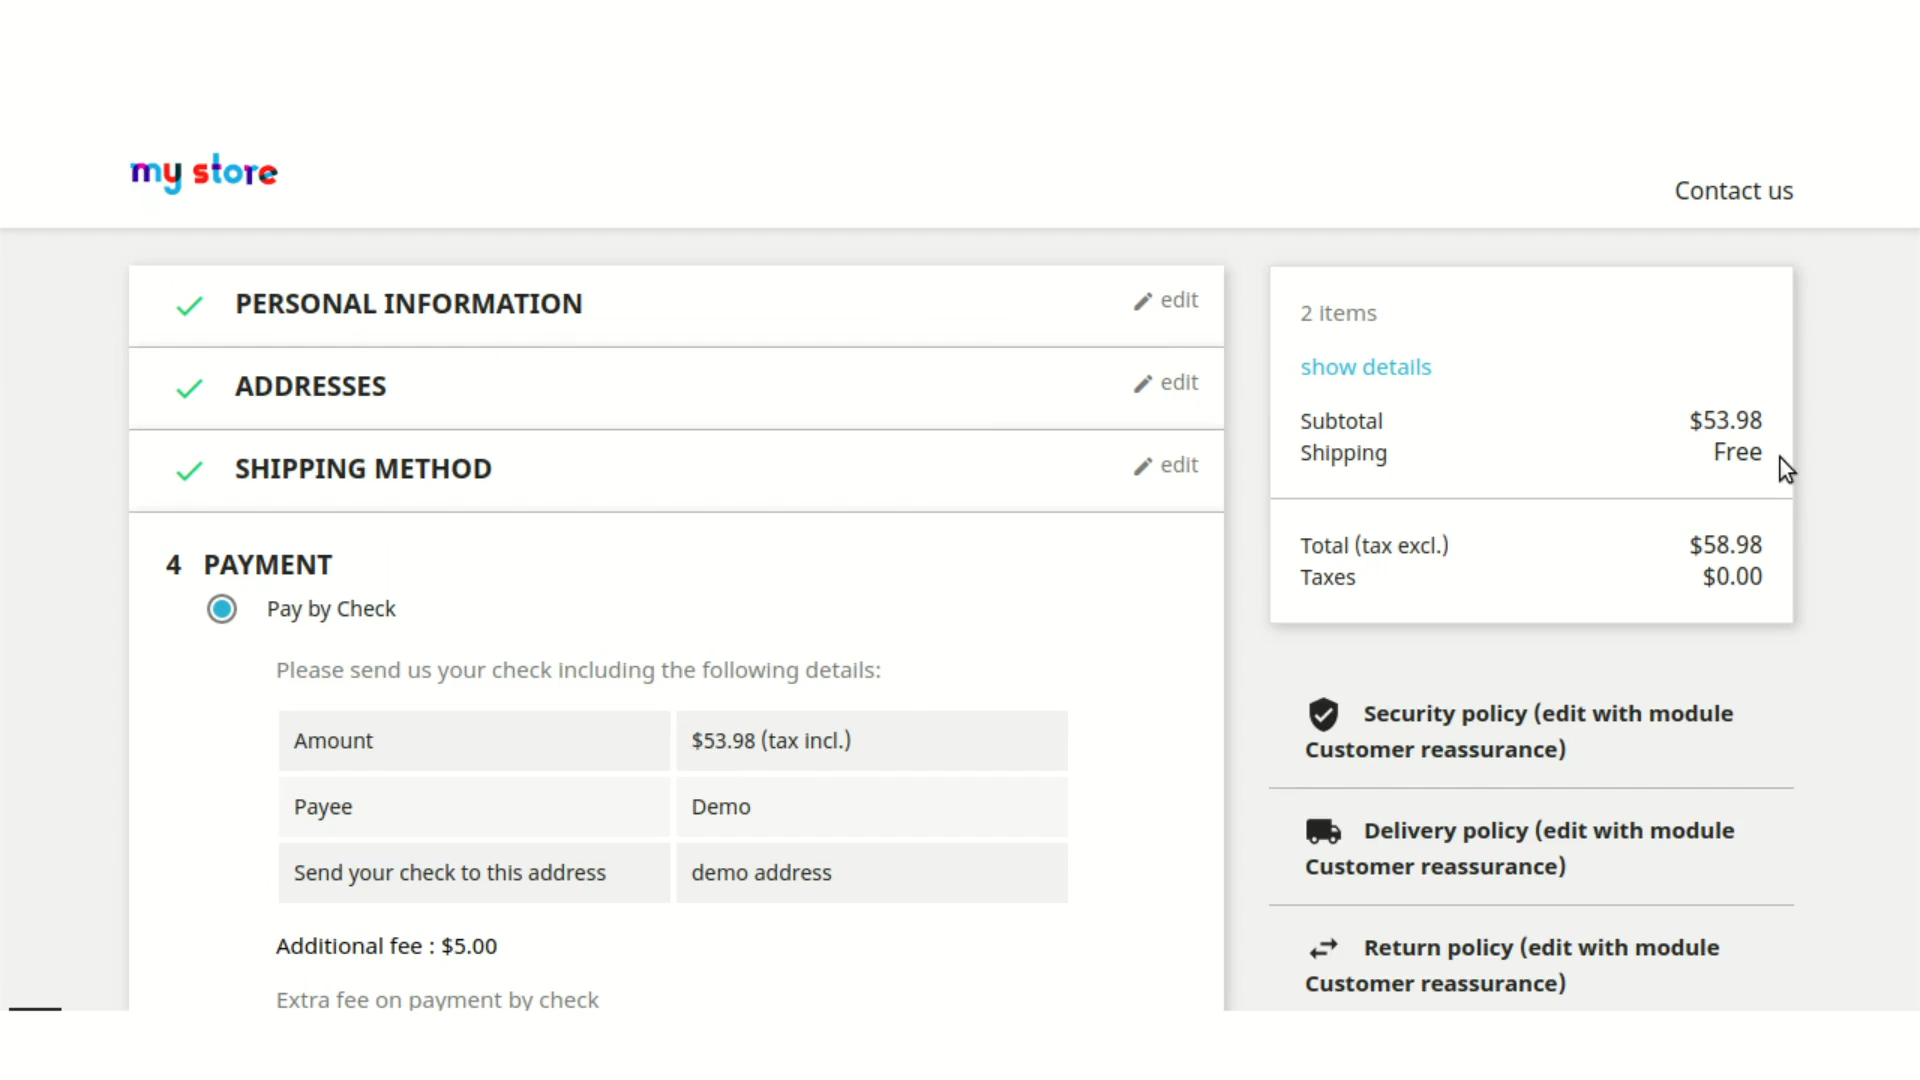 my store
Contact us
PERSONAL INFORMATION
edit
ADDRESSES
edit
SHIPPING METHOD
edit
4 PAYMENT
Pay by Check
Please send us your check including the following details:
Amount $53.98 (tax incl.)
Payee Demo
Send your check to this address demo address
Additional fee : $5.00
Extra fee on payment by check
2 items
show details
Subtotal $53.98
Shipping Free
Total (tax excl.) $58.98
Taxes $0.00
Security policy (edit with module
Customer reassurance)
Delivery policy (edit with module
Customer reassurance)
Return policy (edit with module
Customer reassurance)